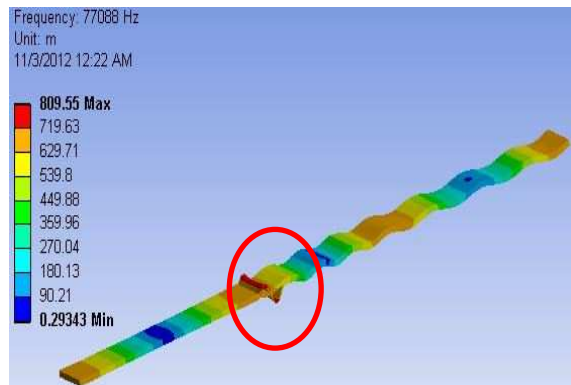 Frequency: 77088 Hz
Unit: m
11/3/2012 12:22 AM
809.55 Max
719.63
629.71
539.8
449.88
359.96
270.04
180.13
90.21
0.29343 Min